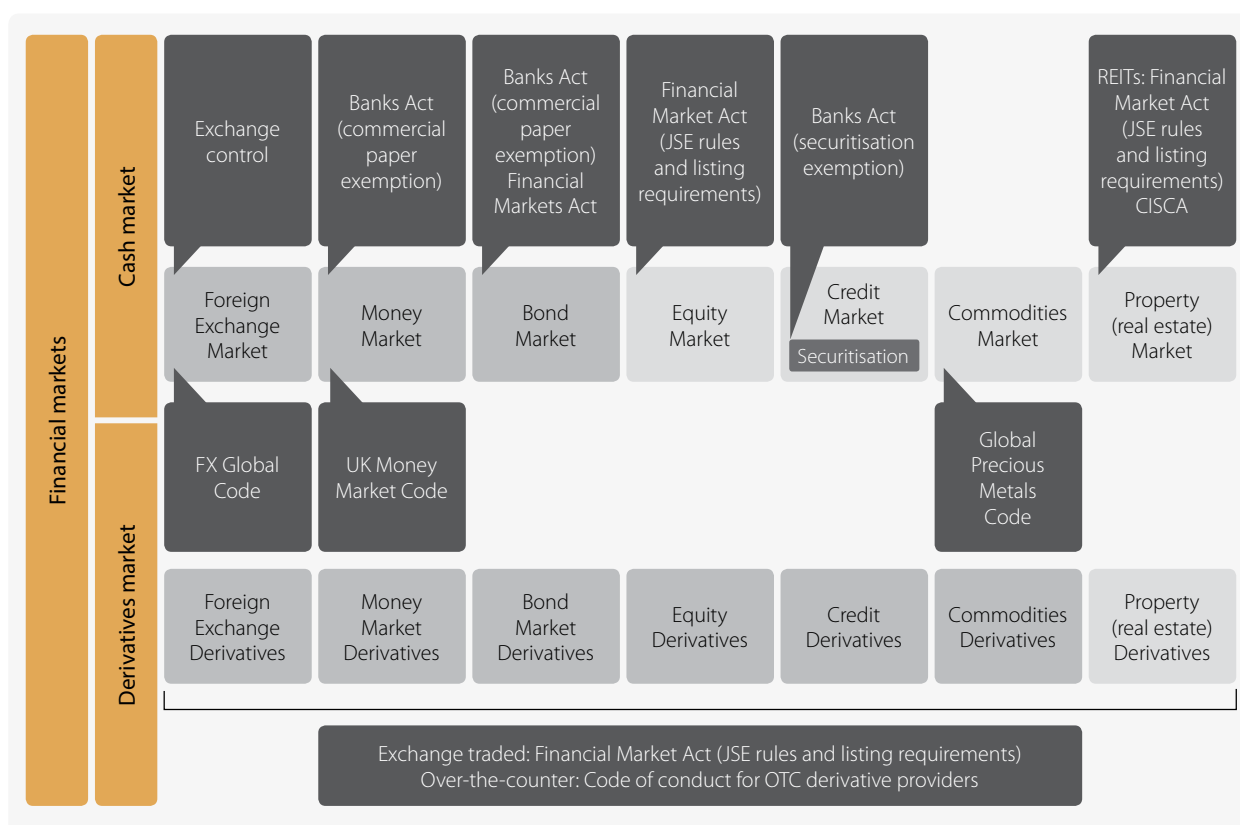 Financial markets
Cash market
Derivatives market
Exchange
control
Banks Act
(commercial
paper
exemption)
Banks Act
(commercial
paper
exemption)
Financial
Markets Act
Financial
Market Act
(JSE rules
and listing
requirements)
Banks Act
(securitisation
exemption)
REITs: Financial
Market Act
(JSE rules
and listing
requirements)
CISCA
Foreign
Exchange
Market
Money
Market
Bond
Market
Equity
Market
Credit
Market
Securitisation
Commodities
Market
Property
(real estate)
Market
FX Global
Code
UK Money
Market Code
Global
Precious
Metals
Code
Foreign
Exchange
Derivatives
Money
Market
Derivatives
Bond
Market
Derivatives
Equity
Derivatives
Credit
Derivatives
Commodities
Derivatives
Property
(real estate)
Derivatives
Exchange traded: Financial Market Act (JSE rules and listing requirements)
Over-the-counter: Code of conduct for OTC derivative providers